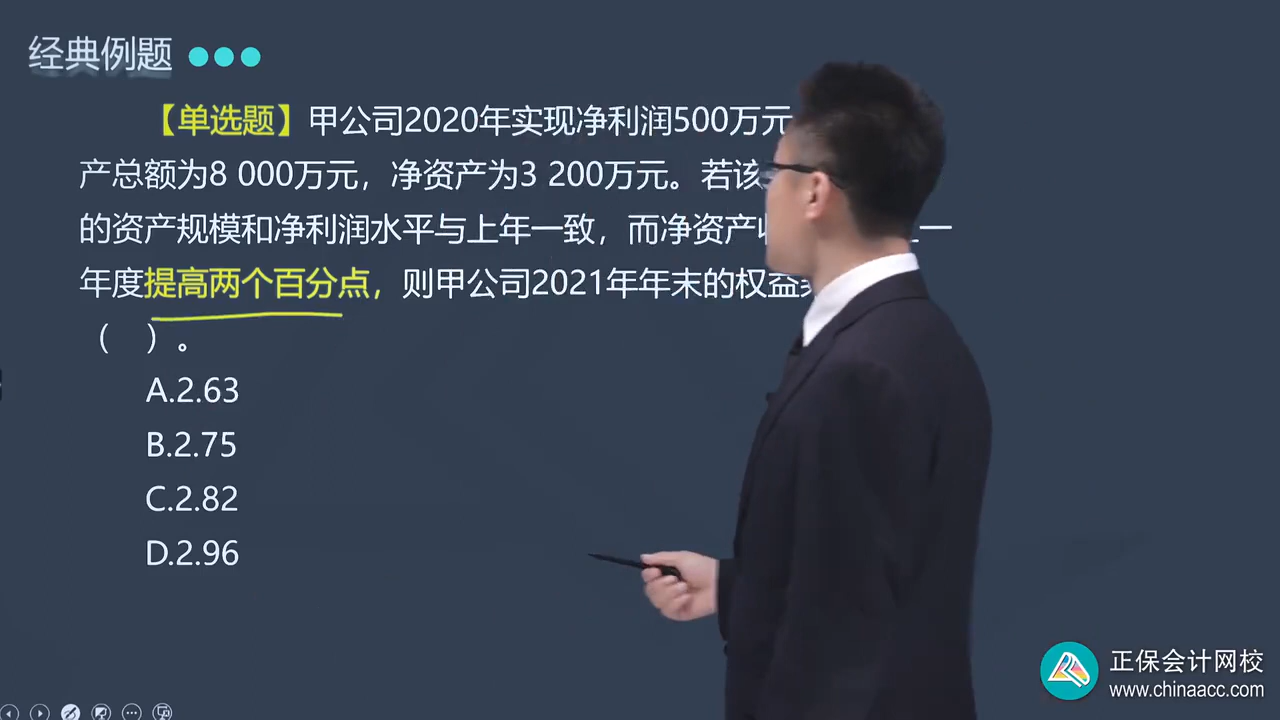 经典例题
【单选题】甲公司2020年实现净利润500万元
产总额为8 000万元，净资产为3 200万元。若该
的资产规模和净利润水平与上年一致，而净资产 一
年度提高两个百分点，则甲公司2021年年末的权益
（ ）。
A.2.63
B.2.75
C.2.82
D.2.96
正保会计网校
www.chinaacc.com